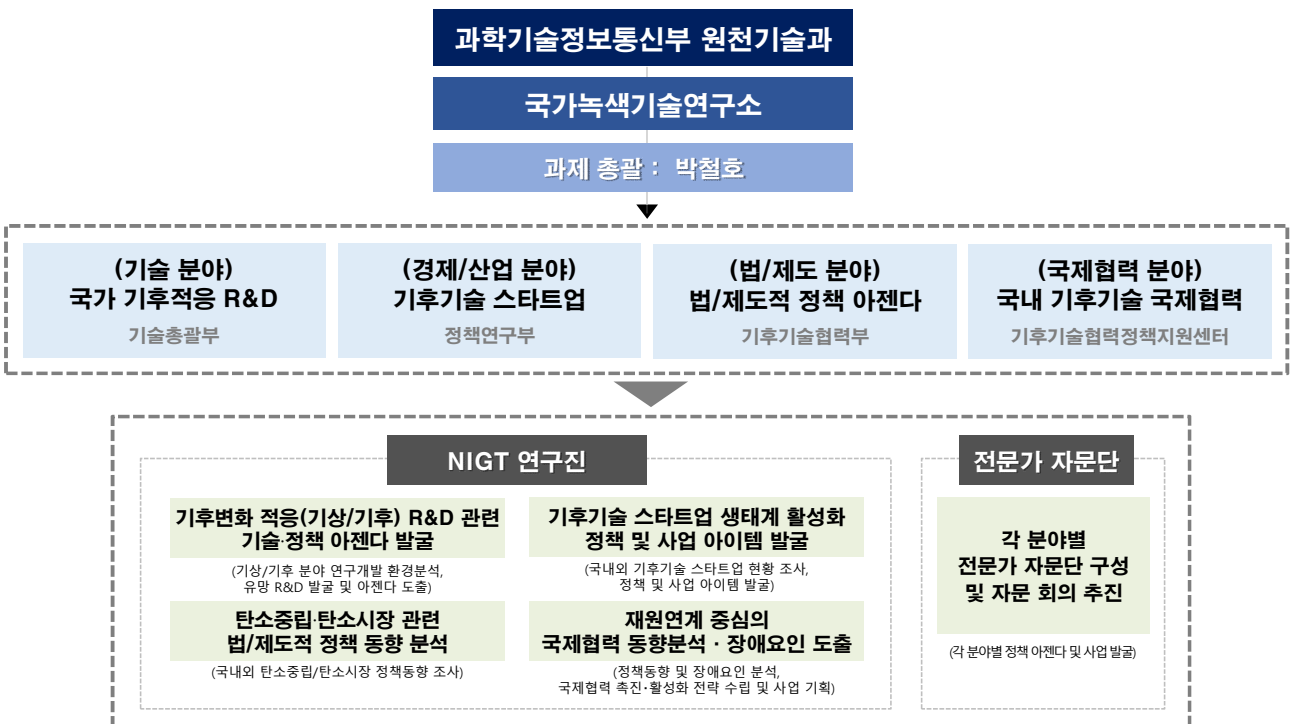 과학기술정보통신부 원천기술과
국가녹색기술연구소
과제 총괄 : 박철호
(기술 분야)
국가 기후적응 R&D
기술총괄부
(경제/산업 분야)
기후기술 스타트업
정책연구부
(법/제도 분야)
법/제도적 정책 아젠다
기후기술협력부
(국제협력 분야)
국내 기후기술 국제협력
기후기술협력정책지원센터
NIGT 연구진
기후변화 적응(기상/기후) R&D 관련
기술·정책 아젠다 발굴
(기상/기후 분야 연구개발 환경분석,
유망 R&D 발굴 및 아젠다 도출)
기후기술 스타트업 생태계 활성화
정책 및 사업 아이템 발굴
(국내외 기후기술 스타트업 현황 조사,
정책 및 사업 아이템 발굴)
탄소중립·탄소시장 관련
법/제도적 정책 동향 분석
(국내외 탄소중립/탄소시장 정책동향 조사)
재원연계 중심의
국제협력 동향분석 · 장애요인 도출
(정책동향 및 장애요인 분석,
국제협력 촉진·활성화 전략 수립 및 사업 기획)
전문가 자문단
각 분야별
전문가 자문단 구성
및 자문 회의 추진
(각 분야별 정책 아젠다 및 사업 발굴)